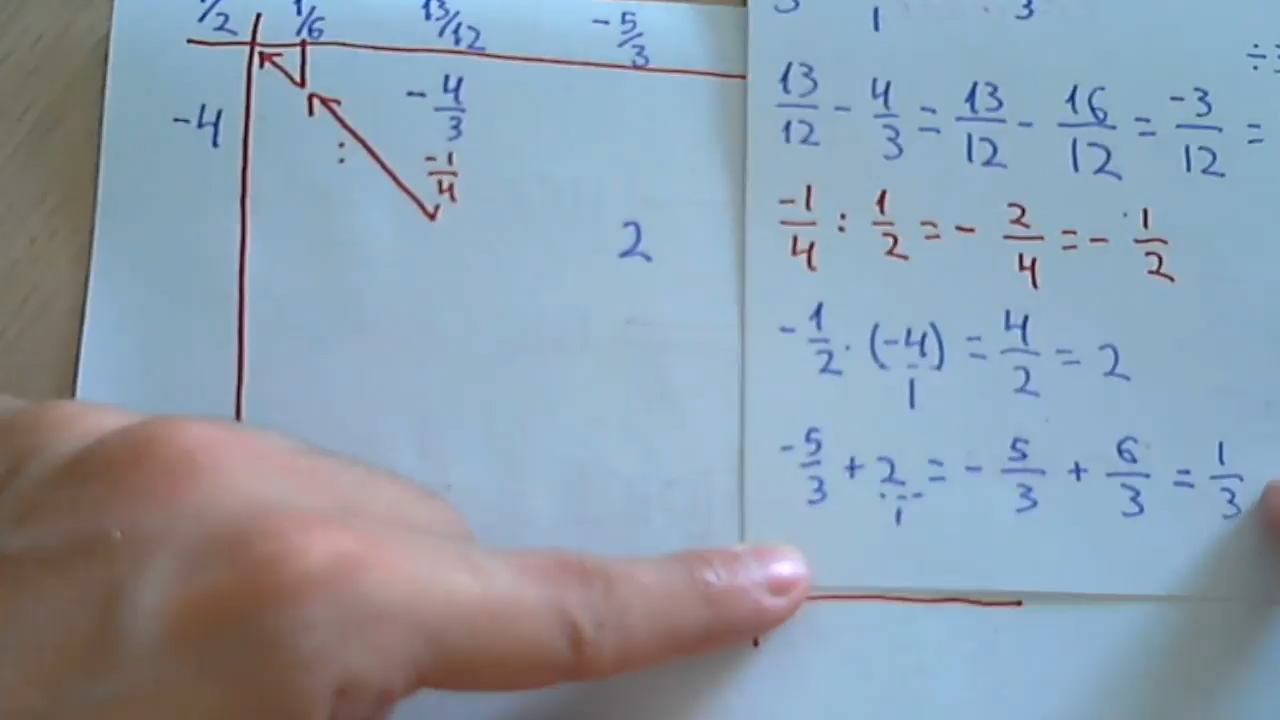 1/2 1/6 13/12 -5/3
-4 -4/3
: -1/4
2
1 3
÷
13/12 - 4/3 = 13/12 - 16/12 = -3/12 =
-1/4 : 1/2 = - 2/4 = - 1/2
-1/2 · (-4)/1 = 4/2 = 2
-5/3 + 2/1 = - 5/3 + 6/3 = 1/3